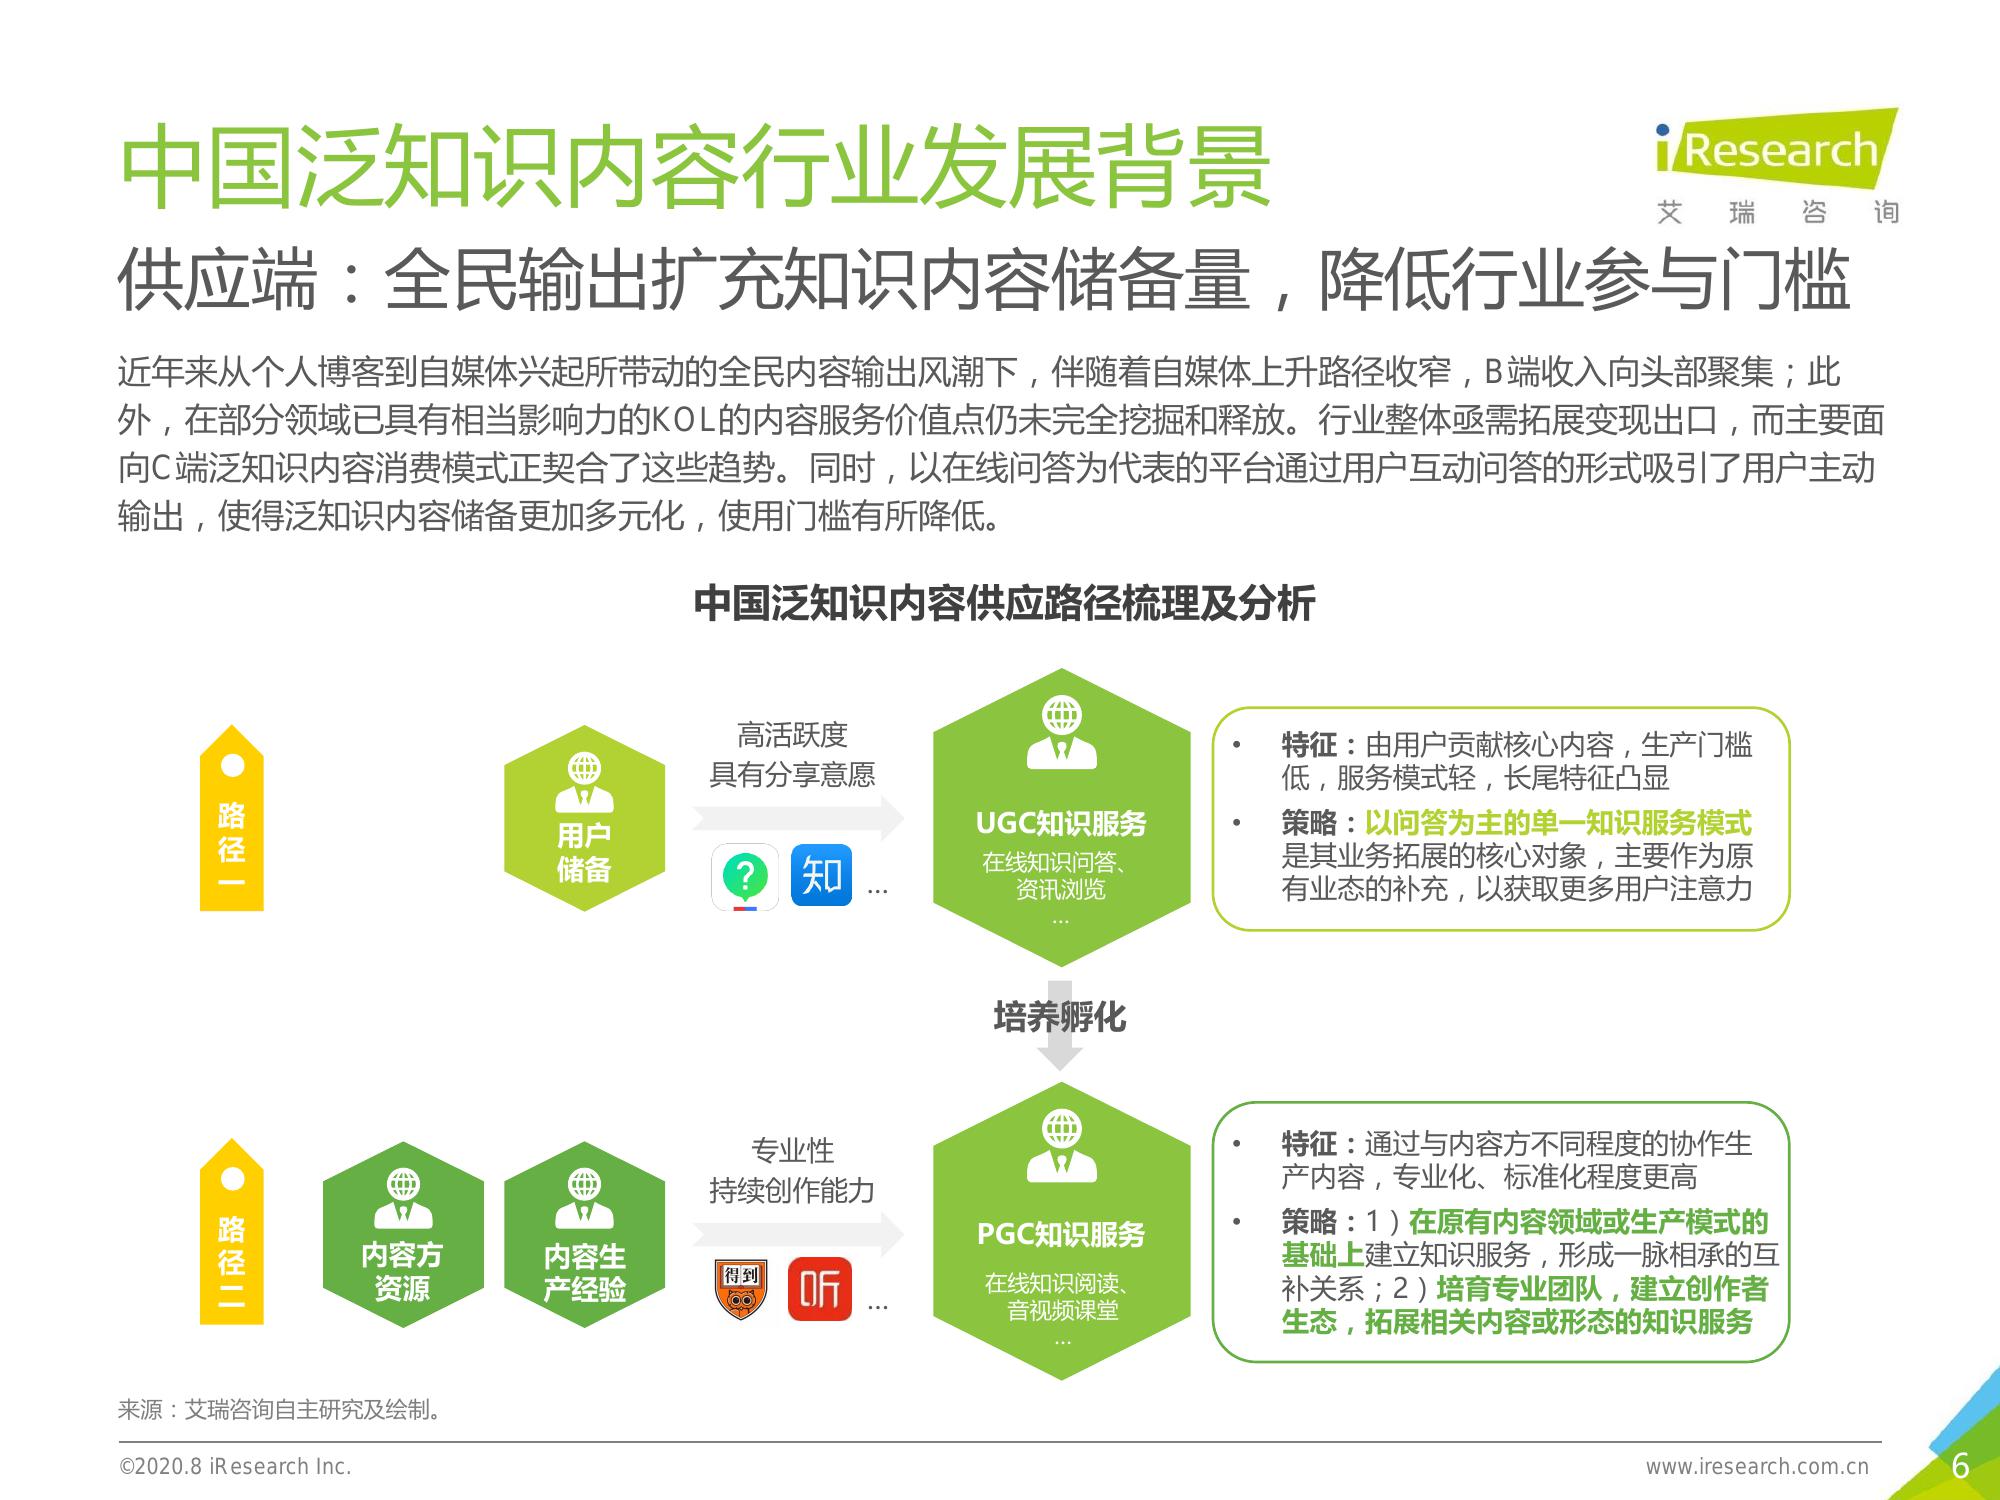 中国泛知识内容行业发展背景
iResearch
艾瑞咨询
供应端：全民输出扩充知识内容储备量，降低行业参与门槛
近年来从个人博客到自媒体兴起所带动的全民内容输出风潮下，伴随着自媒体上升路径收窄，B端收入向头部聚集；此
外，在部分领域已具有相当影响力的KOL的内容服务价值点仍未完全挖掘和释放。行业整体亟需拓展变现出口，而主要面
向C端泛知识内容消费模式正契合了这些趋势。同时，以在线问答为代表的平台通过用户互动问答的形式吸引了用户主动
输出，使得泛知识内容储备更加多元化，使用门槛有所降低。
中国泛知识内容供应路径梳理及分析
路
径
一
用户
储备
高活跃度
具有分享意愿
?
知
...
UGC知识服务
在线知识问答、
资讯浏览
...
• 特征：由用户贡献核心内容，生产门槛
低，服务模式轻，长尾特征凸显
• 策略：以问答为主的单一知识服务模式
是其业务拓展的核心对象，主要作为原
有业态的补充，以获取更多用户注意力
培养孵化
路
径
二
内容方
资源
内容生
产经验
专业性
持续创作能力
得到
听
...
PGC知识服务
在线知识阅读、
音视频课堂
...
• 特征：通过与内容方不同程度的协作生
产内容，专业化、标准化程度更高
• 策略：1）在原有内容领域或生产模式的
基础上建立知识服务，形成一脉相承的互
补关系；2）培育专业团队，建立创作者
生态，拓展相关内容或形态的知识服务
来源：艾瑞咨询自主研究及绘制。
©2020.8 iResearch Inc.
www.iresearch.com.cn
6